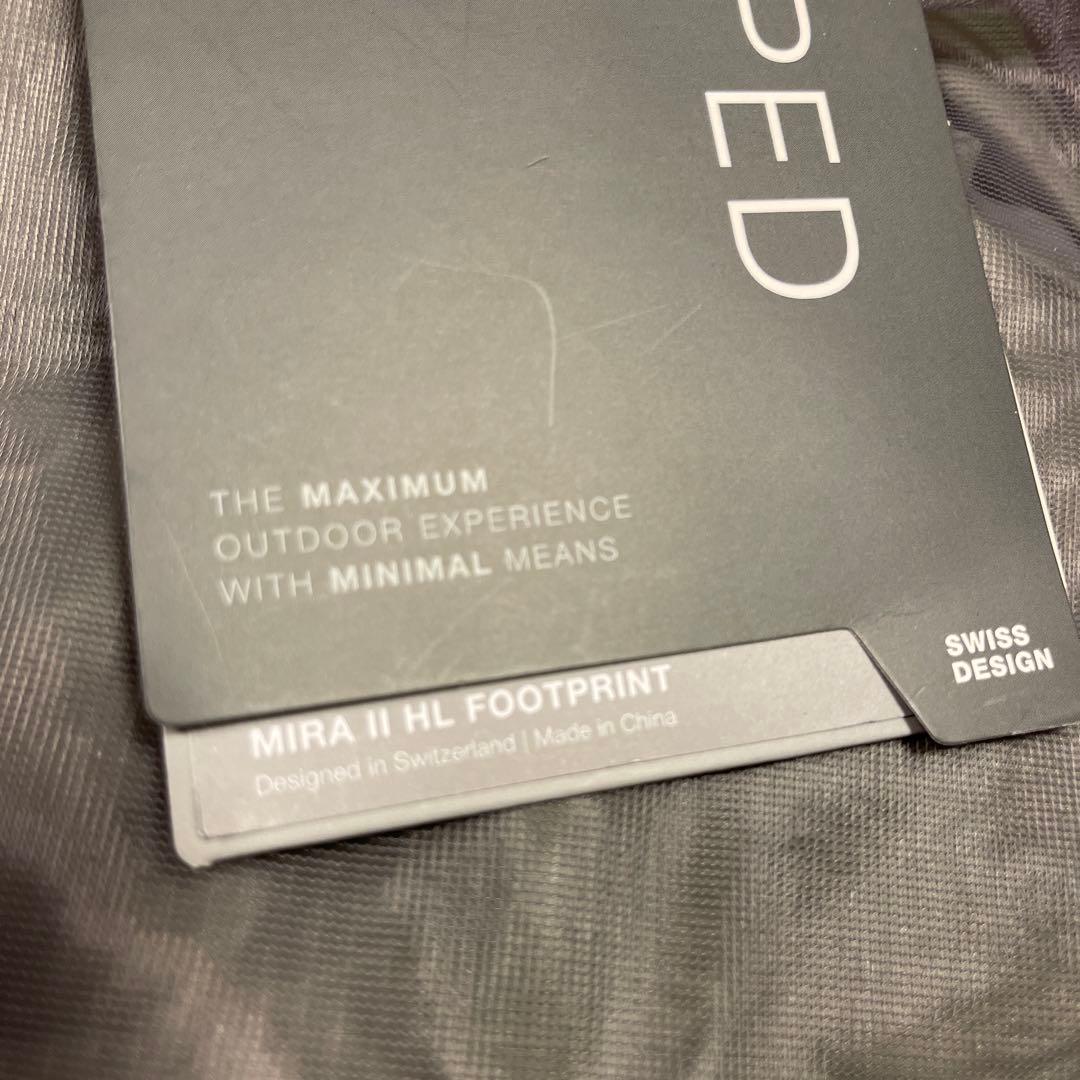 PED
THE MAXIMUM
OUTDOOR EXPERIENCE
WITH MINIMAL MEANS
SWISS
DESIGN
MIRA II HL FOOTPRINT
Designed in Switzerland | Made in China